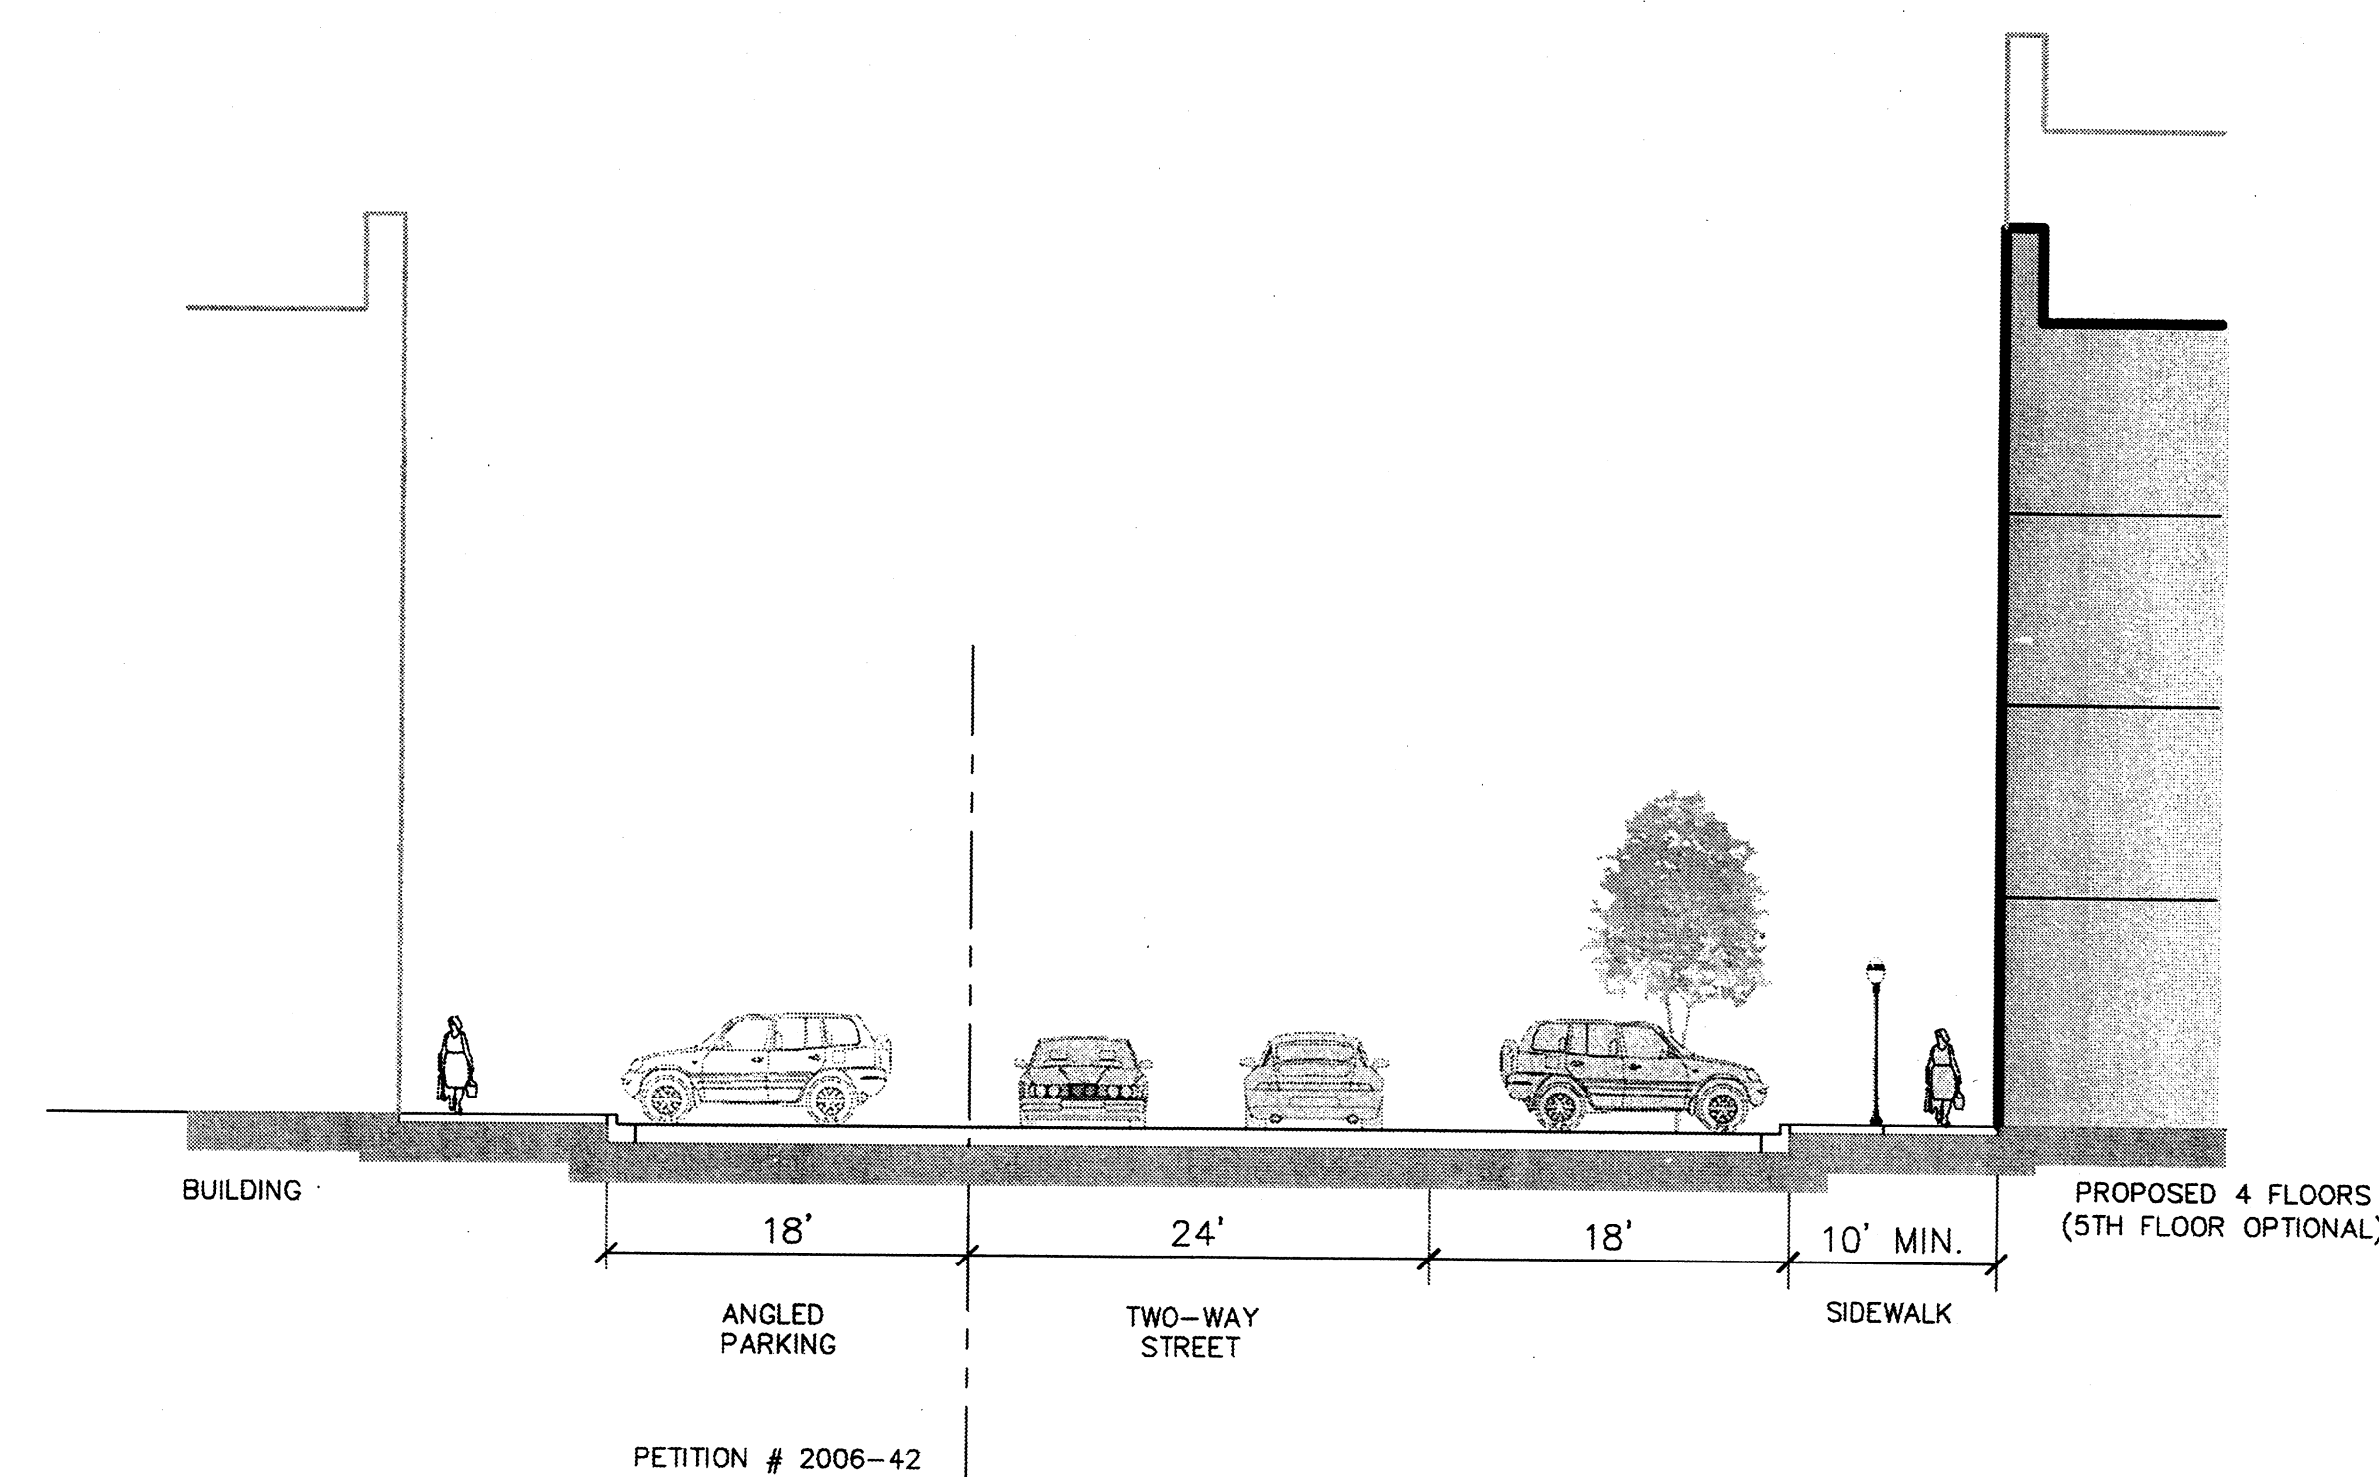 BUILDING
PROPOSED 4 FLOORS
(5TH FLOOR OPTIONAL)
18'
24'
18'
10' MIN.
ANGLED
PARKING
TWO-WAY
STREET
SIDEWALK
PETITION # 2006-42